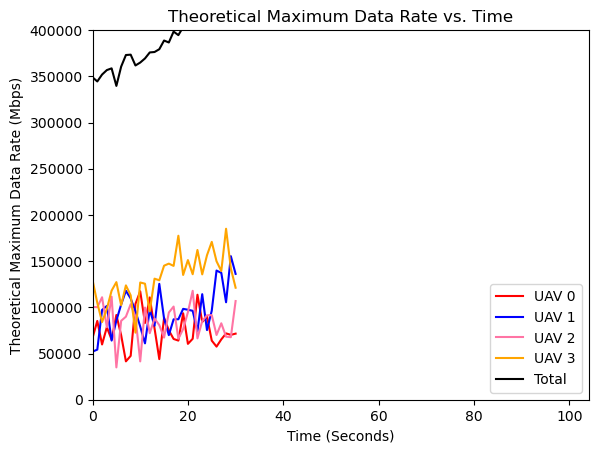 Theoretical Maximum Data Rate vs. Time
Theoretical Maximum Data Rate (Mbps)
400000
350000
300000
250000
200000
150000
100000
50000
0
0 20 40 60 80 100
Time (Seconds)
UAV 0
UAV 1
UAV 2
UAV 3
Total